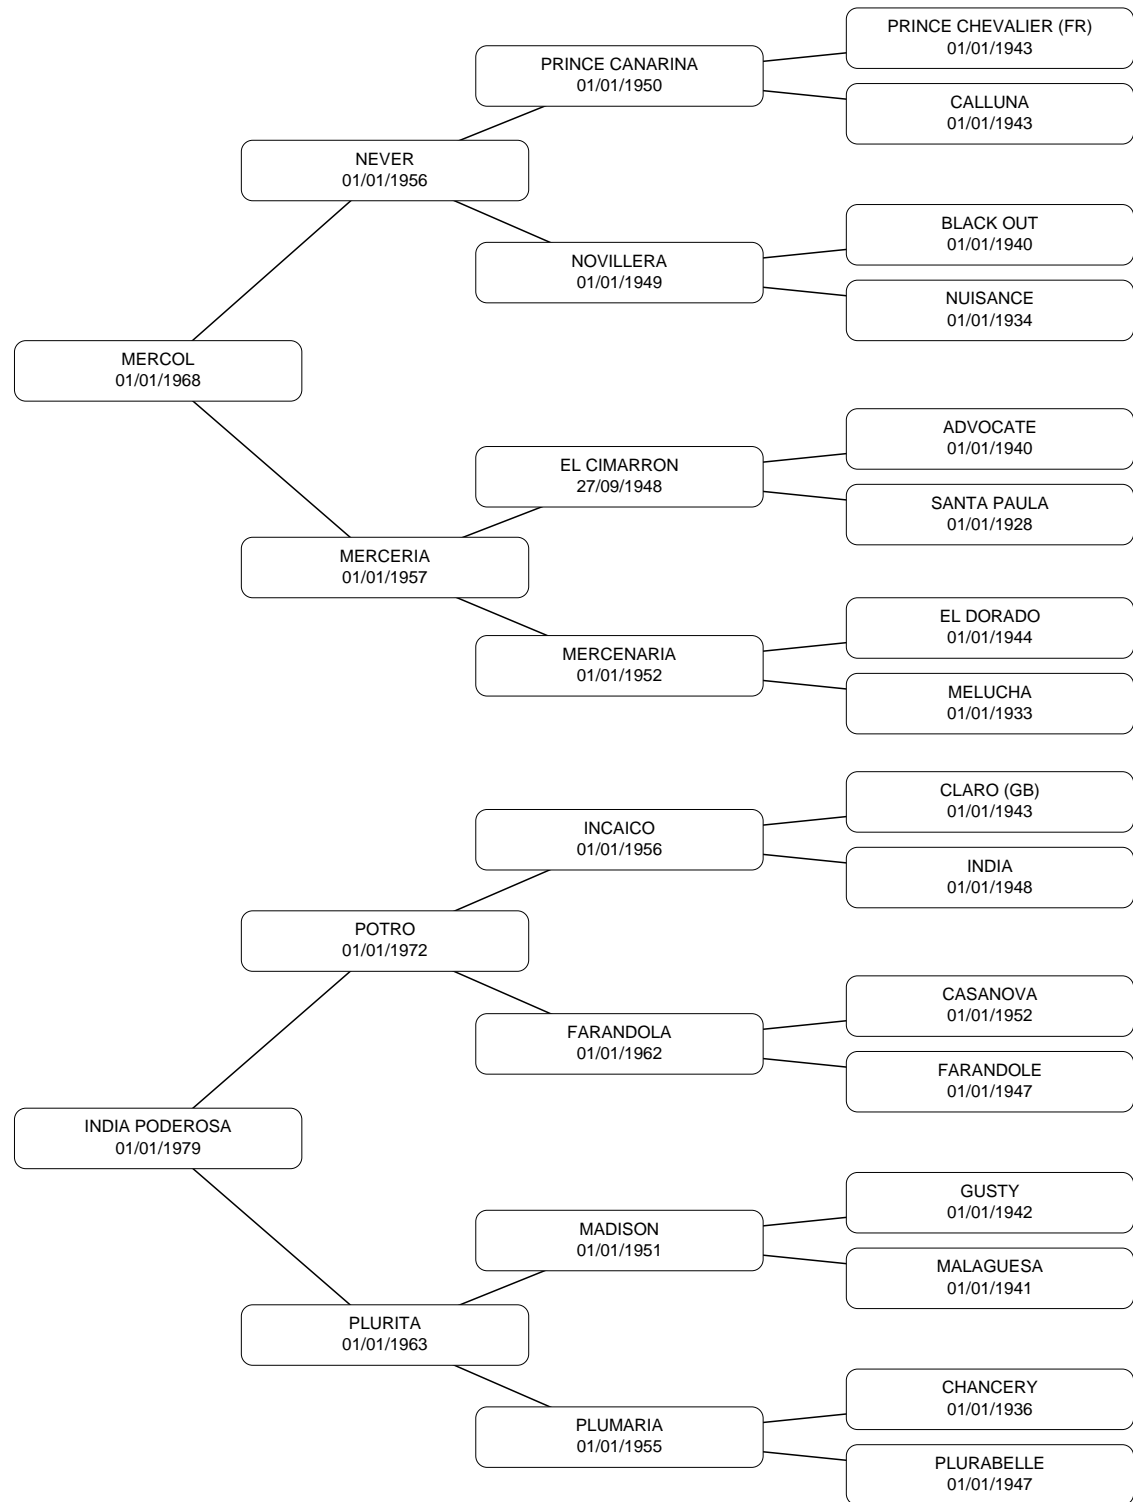 PRINCE CHEVALIER (FR)
01/01/1943
PRINCE CANARINA
01/01/1950
CALLUNA
01/01/1943
NEVER
01/01/1956
BLACK OUT
01/01/1940
NOVILLERA
01/01/1949
NUISANCE
01/01/1934
MERCOL
01/01/1968
ADVOCATE
01/01/1940
EL CIMARRON
27/09/1948
SANTA PAULA
01/01/1928
MERCERIA
01/01/1957
EL DORADO
01/01/1944
MERCENARIA
01/01/1952
MELUCHA
01/01/1933
CLARO (GB)
01/01/1943
INCAICO
01/01/1956
INDIA
01/01/1948
POTRO
01/01/1972
CASANOVA
01/01/1952
FARANDOLA
01/01/1962
FARANDOLE
01/01/1947
INDIA PODEROSA
01/01/1979
GUSTY
01/01/1942
MADISON
01/01/1951
MALAGUESA
01/01/1941
PLURITA
01/01/1963
CHANCERY
01/01/1936
PLUMARIA
01/01/1955
PLURABELLE
01/01/1947